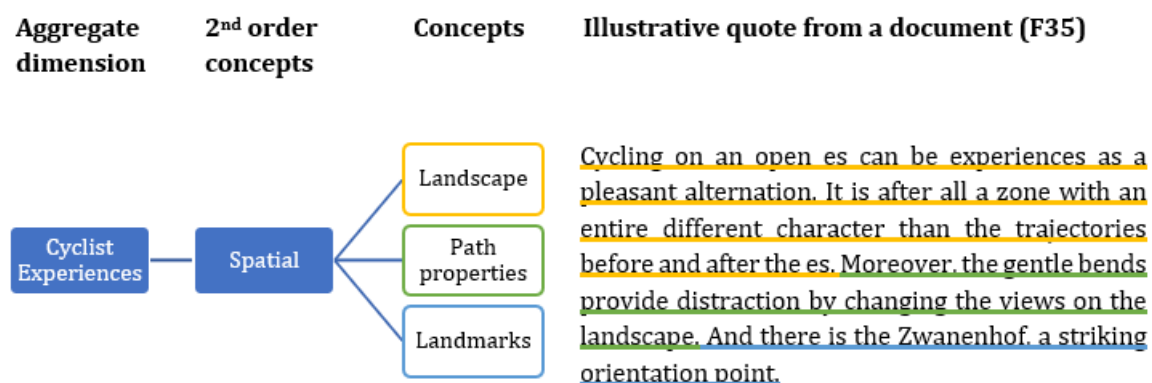 Aggregate dimension
2nd order concepts
Concepts
Illustrative quote from a document (F35)
Cyclist
Experiences
Spatial
Landscape
Path
properties
Landmarks
Cycling on an open es can be experiences as a
pleasant alternation. It is after all a zone with an
entire different character than the trajectories
before and after the es. Moreover, the gentle bends
provide distraction by changing the views on the
landscape. And there is the Zwanenhof, a striking
orientation point.